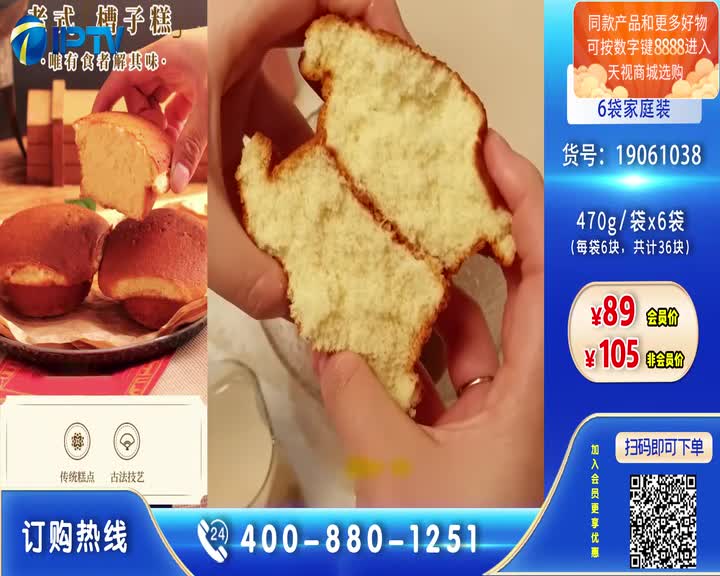 老式 槽子糕」
IPTV
·唯有食者解其味·
传统糕点
古法技艺
同款产品和更多好物
可按数字键8888进入
天视商城选购
6袋家庭装
货号：19061038
470g/袋x6袋
(每袋6块，共计36块)
¥89 会员价
¥105 非会员价
加入会员更享优惠
扫码即可下单
订购热线
24
400-880-1251